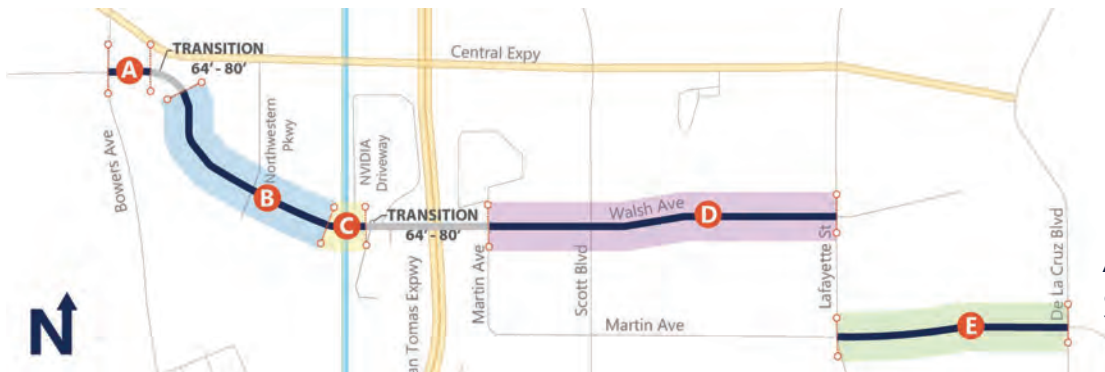 TRANSITION
64' - 80'
Central Expy
A
Bowers Ave
Northwestern
Pkwy
NVIDIA
Driveway
B
C
TRANSITION
64' - 80'
Walsh Ave
D
Martin Ave
Scott Blvd
Lafayette St
De La Cruz Blvd
Tomas Expwy
Martin Ave
E
N